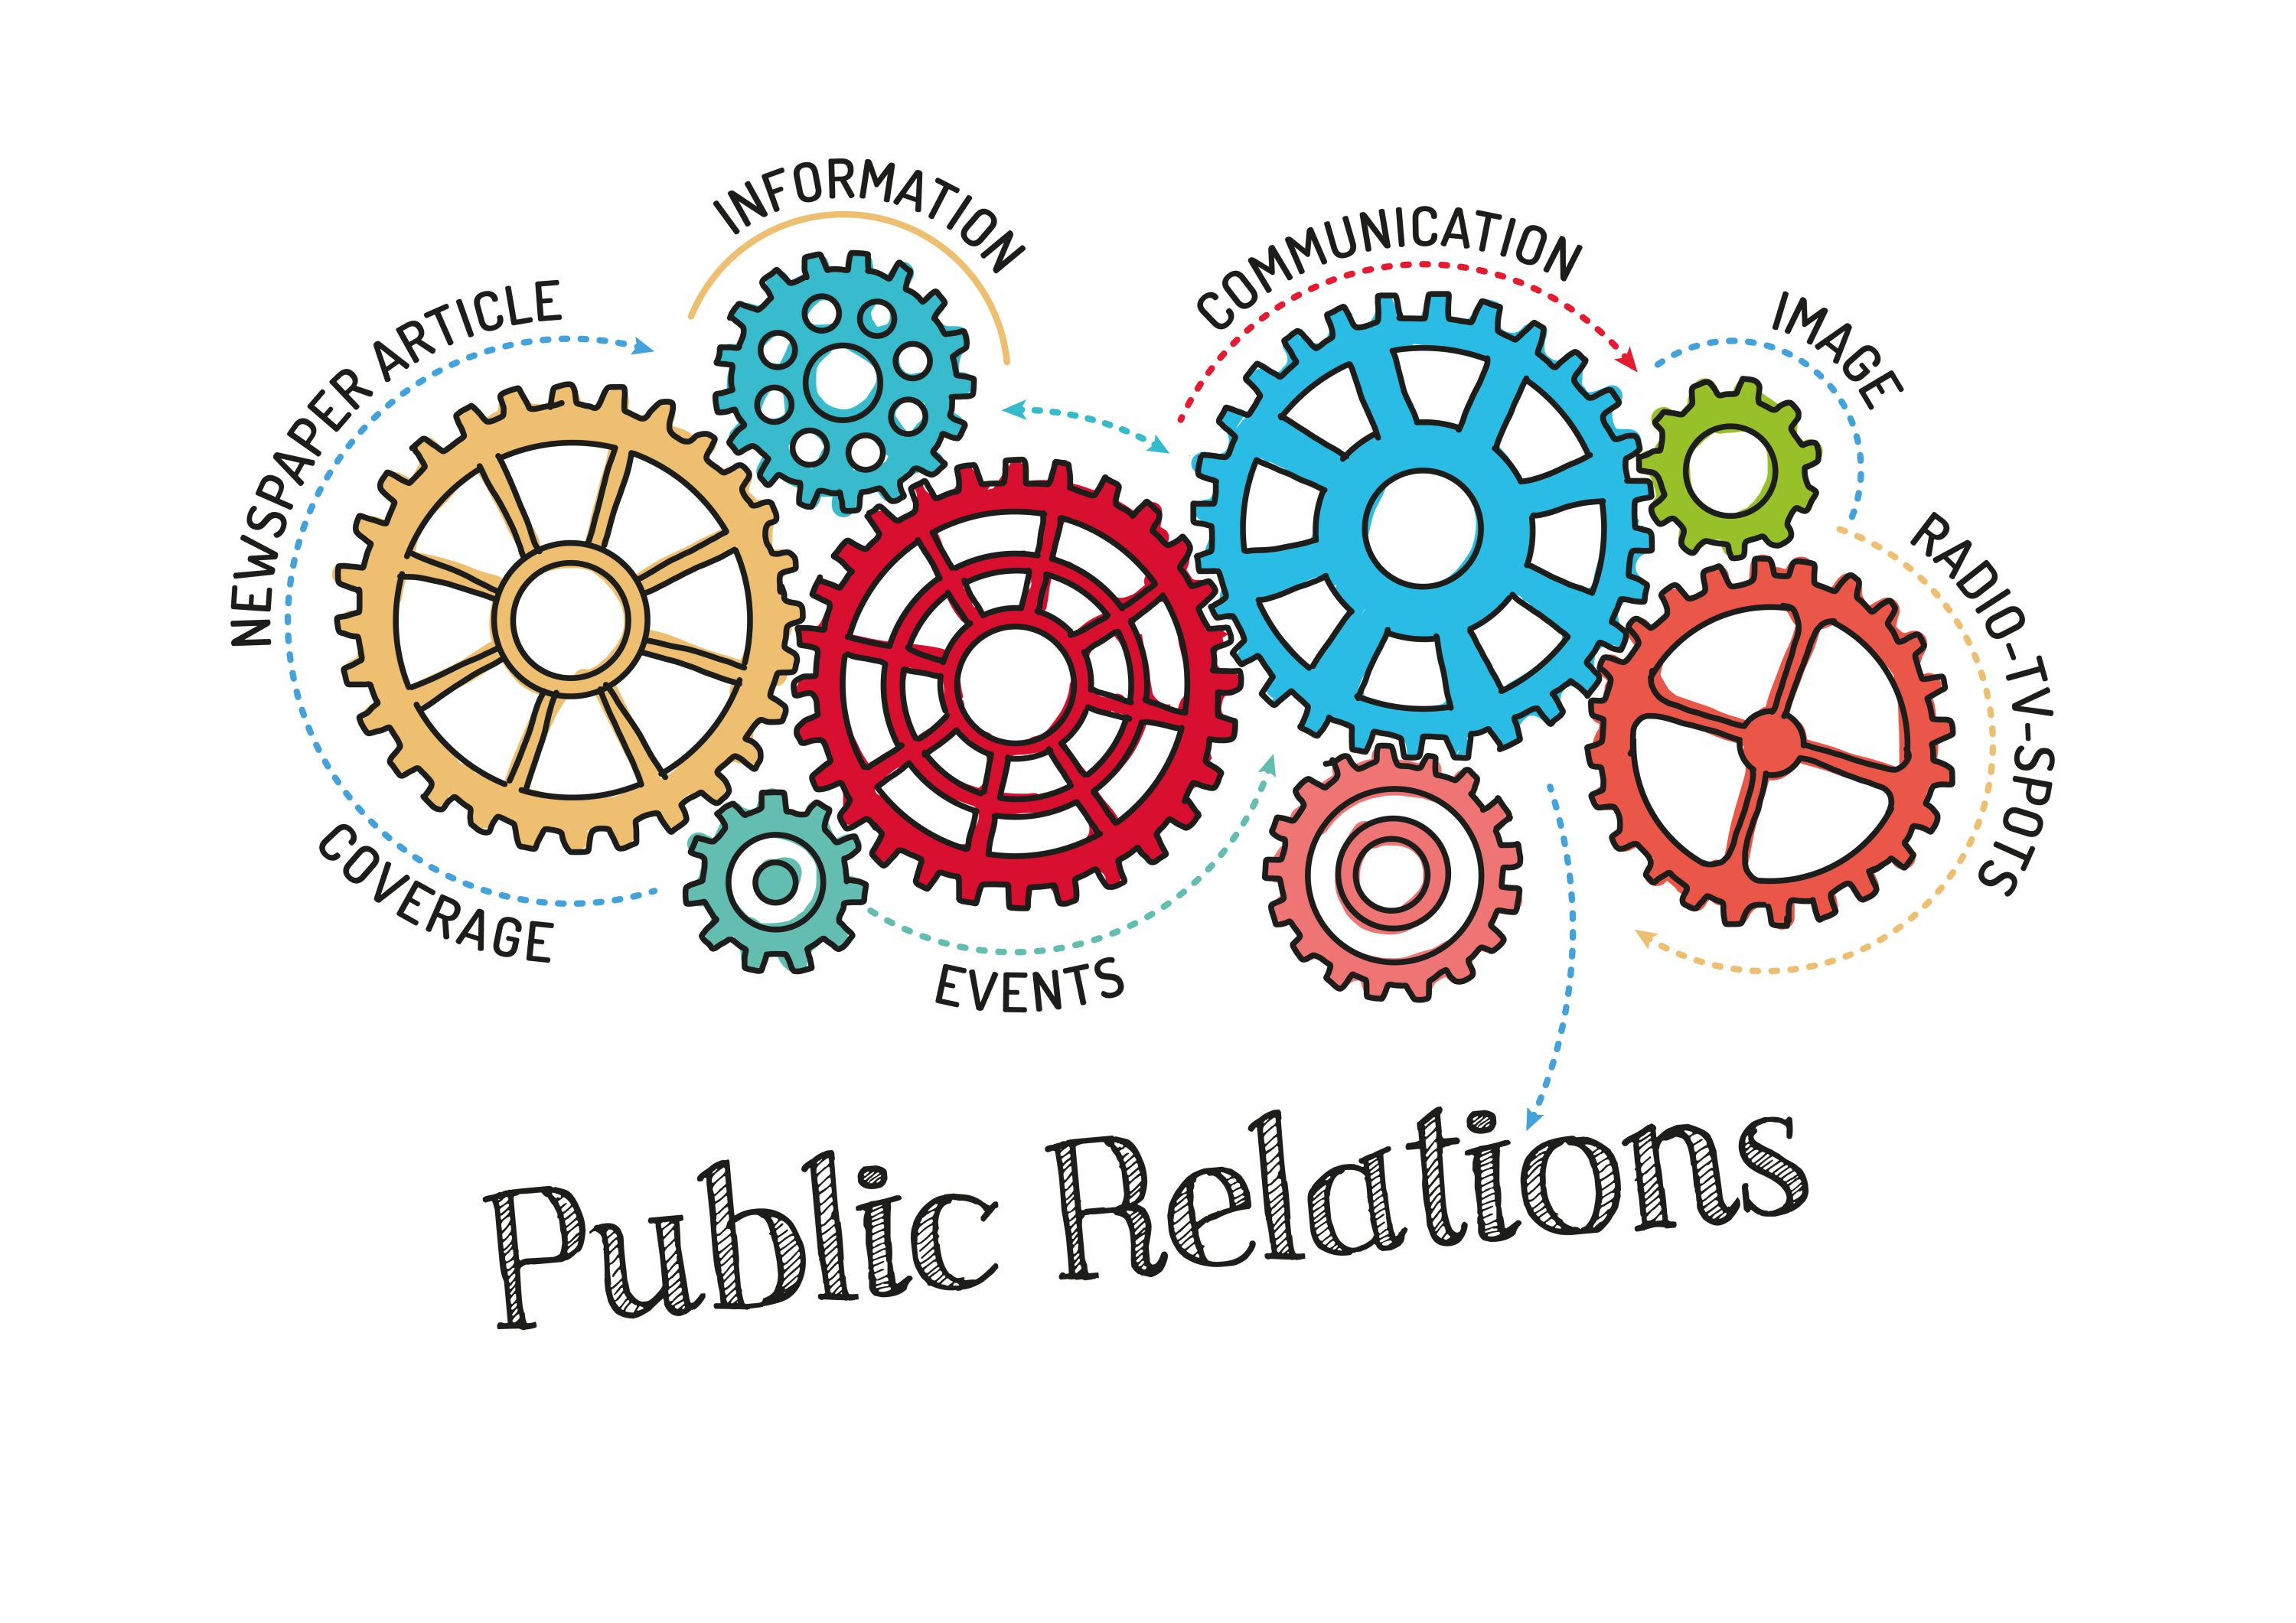 INFORMATION
COMMUNICATION
NEWSPAPER ARTICLE
IMAGE
RADIO-TV-SPOTS
COVERAGE
EVENTS
Public Relations